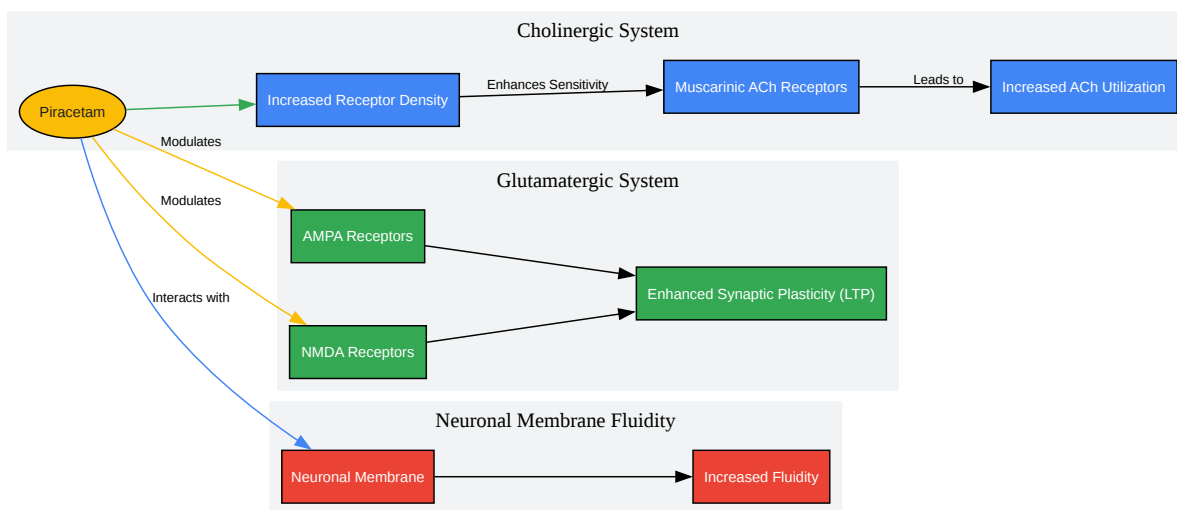 Cholinergic System
Piracetam
Increased Receptor Density
Enhances Sensitivity
Muscarinic ACh Receptors
Leads to
Increased ACh Utilization
Modulates
Glutamatergic System
Modulates
AMPA Receptors
Enhanced Synaptic Plasticity (LTP)
Interacts with
NMDA Receptors
Neuronal Membrane Fluidity
Neuronal Membrane
Increased Fluidity